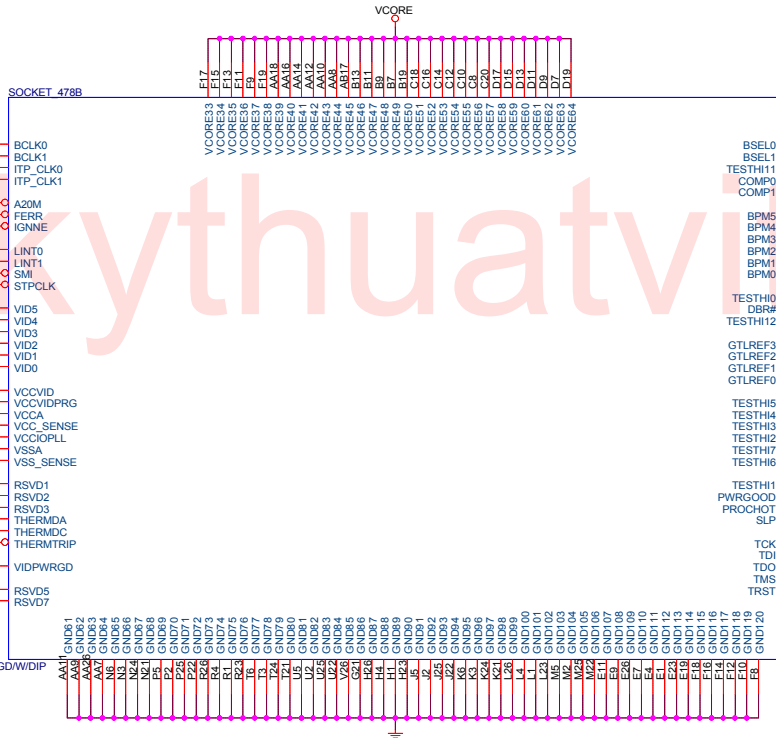 VCORE
F17 F15 F13 F11 F9 F19 AA18 AA16 AA14 AA12 AA10 AA8 AB17 B13 B11 B9 B7 B19 C18 C16 C14 C12 C10 C8 C20 D17 D15 D13 D11 D9 D7 D19
SOCKET_478B
VCORE33 VCORE34 VCORE35 VCORE36 VCORE37 VCORE38 VCORE39 VCORE40 VCORE41 VCORE42 VCORE43 VCORE44 VCORE45 VCORE46 VCORE47 VCORE48 VCORE49 VCORE50 VCORE51 VCORE52 VCORE53 VCORE54 VCORE55 VCORE56 VCORE57 VCORE58 VCORE59 VCORE60 VCORE61 VCORE62 VCORE63 VCORE64
BCLK0
BCLK1
ITP_CLK0
ITP_CLK1
A20M
FERR
IGNNE
LINT0
LINT1
SMI
STPCLK
VID5
VID4
VID3
VID2
VID1
VID0
VCCVID
VCCVIDPRG
VCCA
VCC_SENSE
VCCIOPLL
VSSA
VSS_SENSE
RSVD1
RSVD2
RSVD3
THERMDA
THERMDC
THERMTRIP
VIDPWRGD
RSVD5
RSVD7
BSEL0
BSEL1
TESTHI11
COMP0
COMP1
BPM5
BPM4
BPM3
BPM2
BPM1
BPM0
TESTHI0
DBR#
TESTHI12
GTLREF3
GTLREF2
GTLREF1
GTLREF0
TESTHI5
TESTHI4
TESTHI3
TESTHI2
TESTHI7
TESTHI6
TESTHI1
PWRGOOD
PROCHOT
SLP
TCK
TDI
TDO
TMS
TRST
kythuatvi
GND61 GND62 GND63 GND64 GND65 GND66 GND67 GND68 GND69 GND70 GND71 GND72 GND73 GND74 GND75 GND76 GND77 GND78 GND79 GND80 GND81 GND82 GND83 GND84 GND85 GND86 GND87 GND88 GND89 GND90 GND91 GND92 GND93 GND94 GND95 GND96 GND97 GND98 GND99 GND100 GND101 GND102 GND103 GND104 GND105 GND106 GND107 GND108 GND109 GND110 GND111 GND112 GND113 GND114 GND115 GND116 GND117 GND118 GND119 GND120
GD/W/DIP
AA11 AA9 AA26 AA7 N6 N3 N24 N21 P5 P2 P25 P22 R26 R4 R1 R23 T6 T3 T24 T21 U5 U2 U25 U22 V26 G21 H26 H4 H1 H23 J5 J2 J25 J22 K6 K3 K24 K21 L26 L4 L1 L23 M5 M2 M25 M22 E11 E9 E26 E7 E4 E1 E23 E19 F18 F16 F14 F12 F10 F8